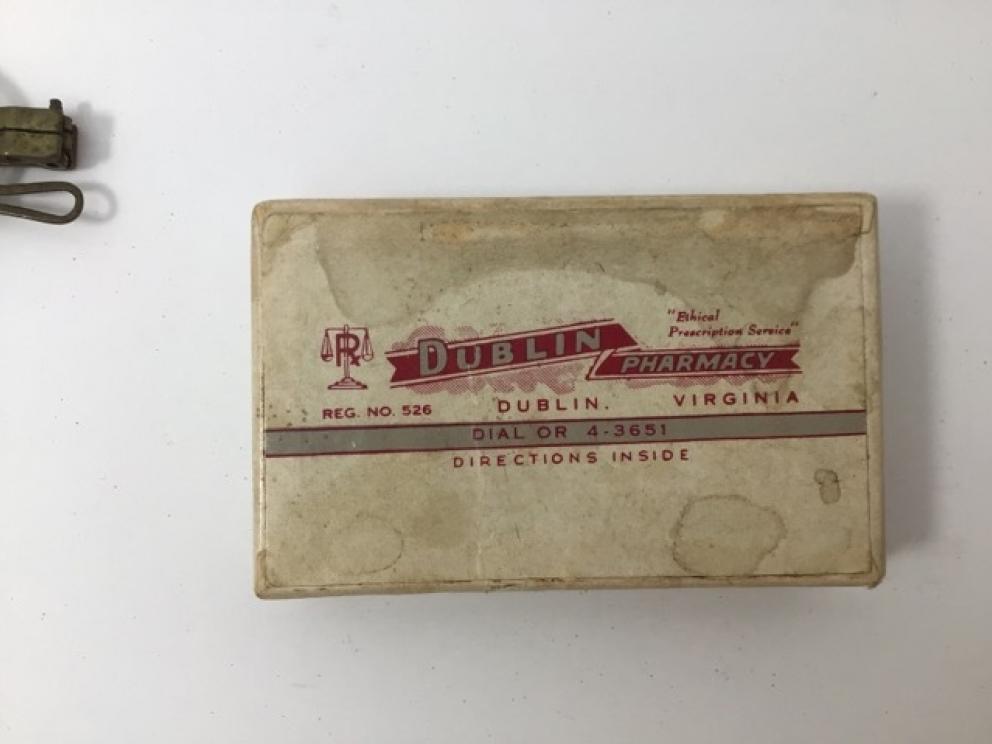 "Ethical
Prescription Service"
Rx
DUBLIN PHARMACY
REG. NO. 526 DUBLIN, VIRGINIA
DIAL OR 4-3651
DIRECTIONS INSIDE